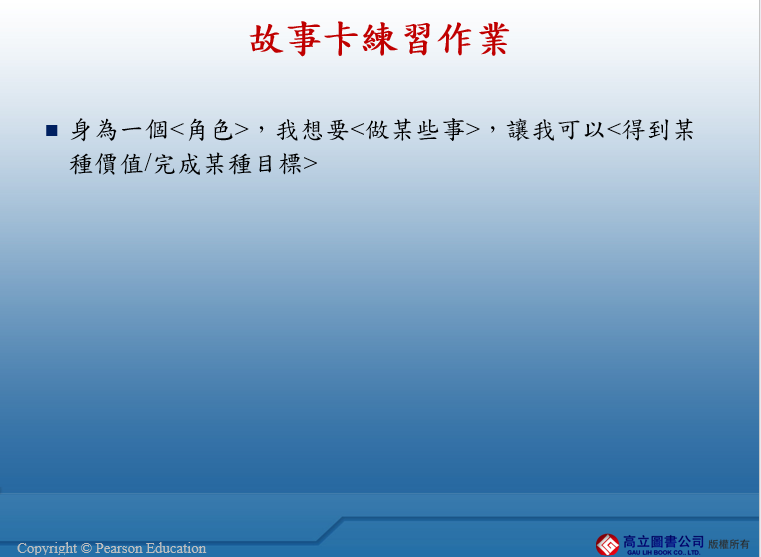 故事卡練習作業
■ 身為一個<角色>，我想要<做某些事>，讓我可以<得到某
種價值/完成某種目標>
Copyright © Pearson Education
高立圖書公司 版權所有
GAU LIH BOOK CO., LTD.